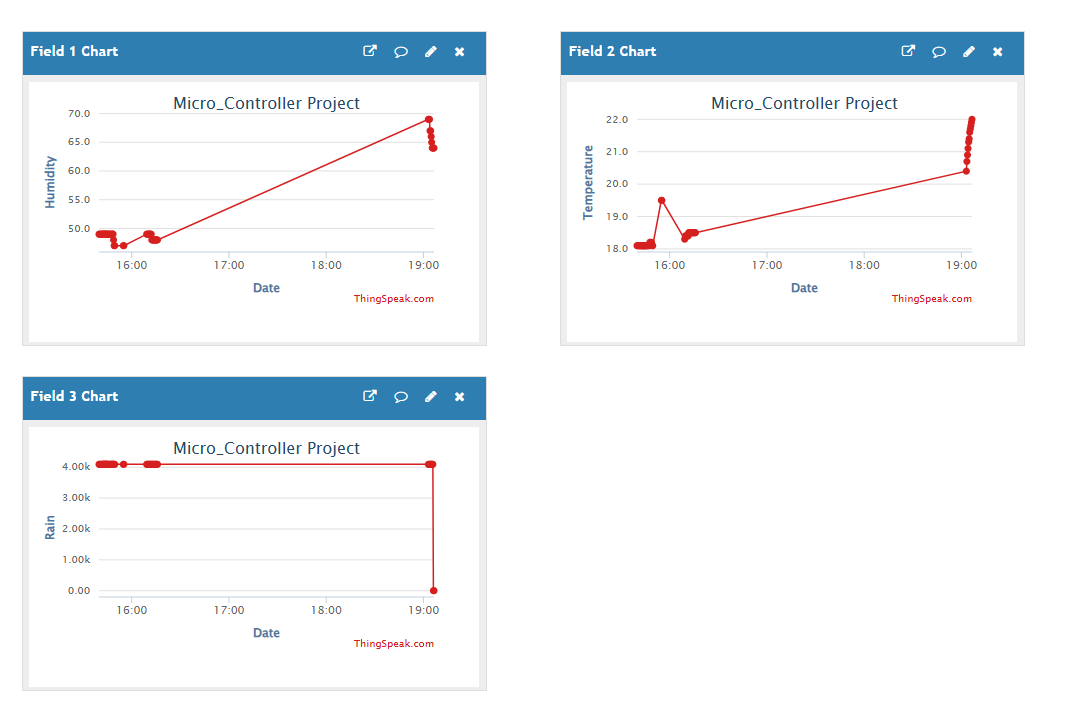 Field 1 Chart
Micro_Controller Project
70.0
65.0
60.0
55.0
50.0
Humidity
16:00 17:00 18:00 19:00
Date
ThingSpeak.com
Field 2 Chart
Micro_Controller Project
22.0
21.0
20.0
19.0
18.0
Temperature
16:00 17:00 18:00 19:00
Date
ThingSpeak.com
Field 3 Chart
Micro_Controller Project
4.00k
3.00k
2.00k
1.00k
0.00
Rain
16:00 17:00 18:00 19:00
Date
ThingSpeak.com